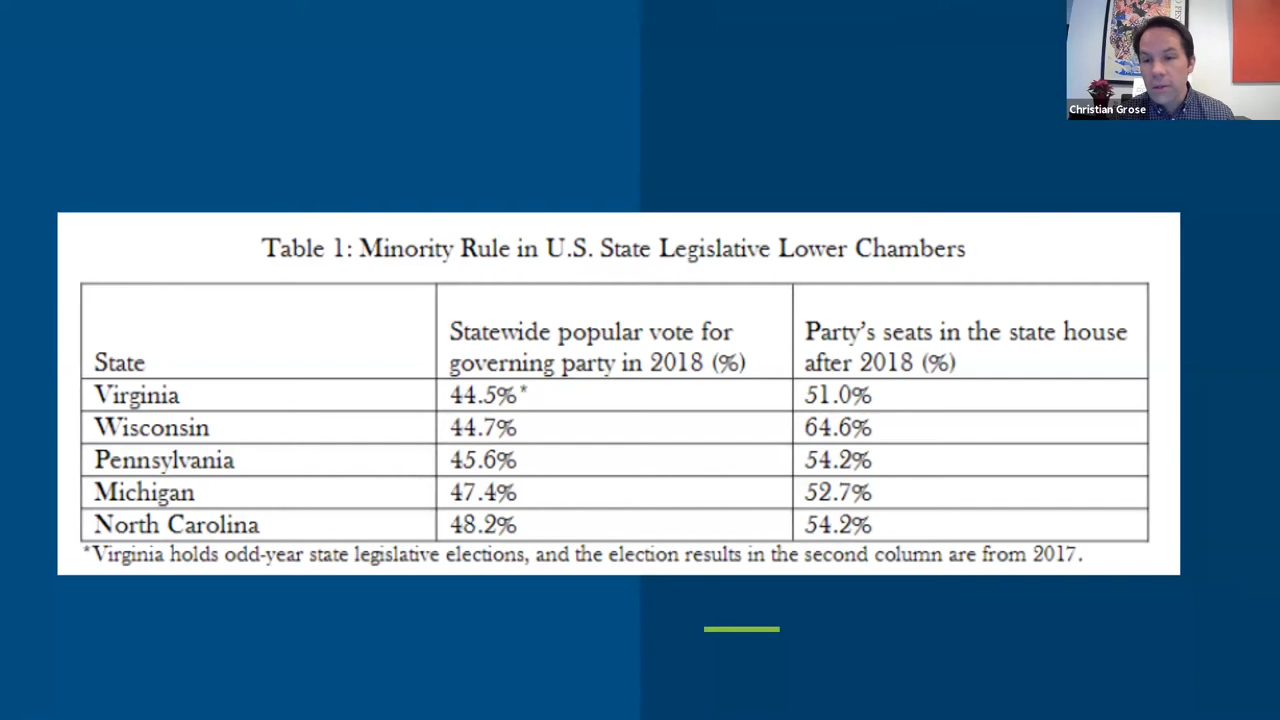 Christian Grose
Table 1: Minority Rule in U.S. State Legislative Lower Chambers
State
Statewide popular vote for
governing party in 2018 (%)
Party's seats in the state house
after 2018 (%)
Virginia 44.5%* 51.0%
Wisconsin 44.7% 64.6%
Pennsylvania 45.6% 54.2%
Michigan 47.4% 52.7%
North Carolina 48.2% 54.2%
*Virginia holds odd-year state legislative elections, and the election results in the second column are from 2017.